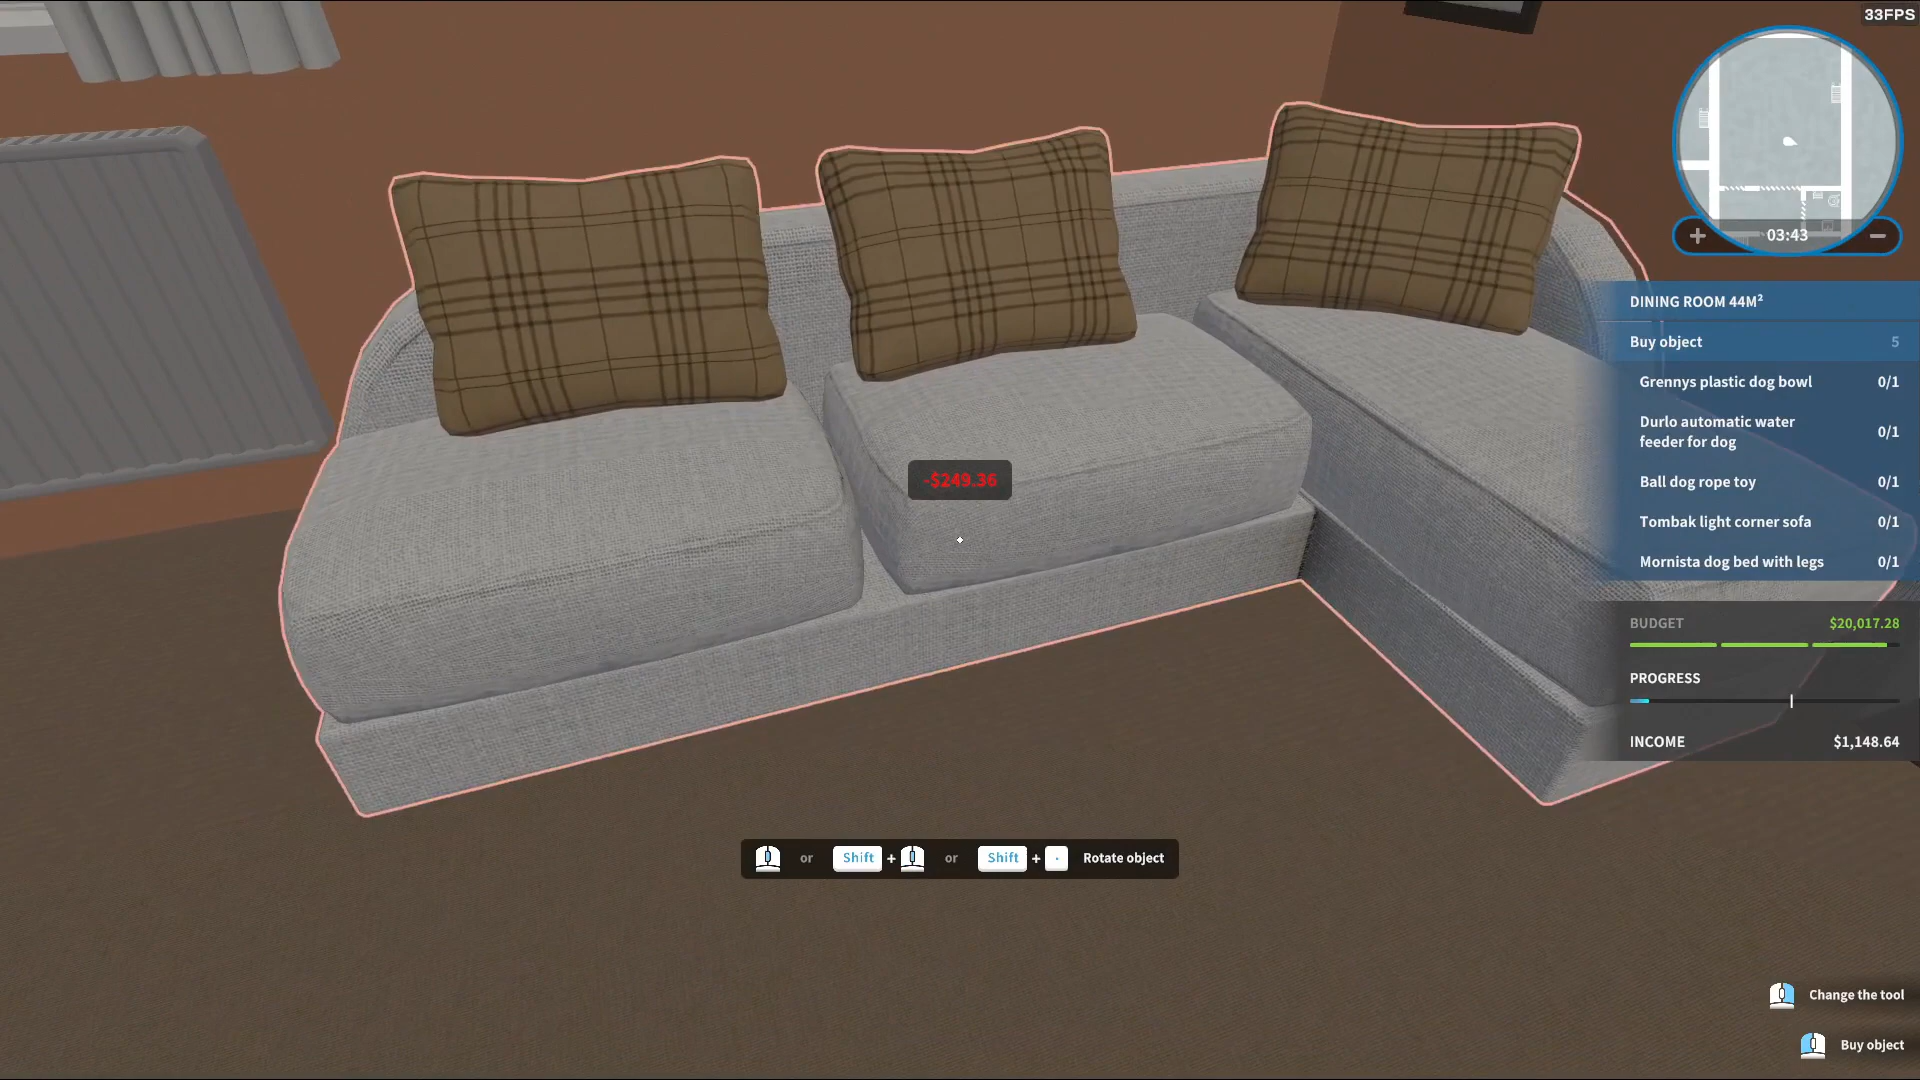 33FPS
03:43
DINING ROOM 44M²
Buy object 5
Grennys plastic dog bowl 0/1
Durlo automatic water
feeder for dog 0/1
Ball dog rope toy 0/1
Tombak light corner sofa 0/1
Mornista dog bed with legs 0/1
-$249.36
BUDGET $20,017.28
PROGRESS
INCOME $1,148.64
or Shift + or Shift + · Rotate object
Change the tool
Buy object